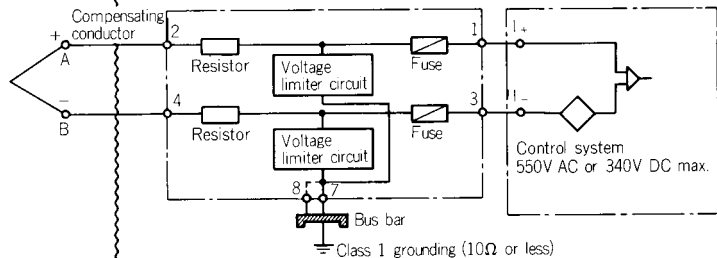 Compensating
conductor
+
A
2
Resistor
Voltage
limiter circuit
Fuse
1
I+
−
B
4
Resistor
Voltage
limiter circuit
Fuse
3
I−
Control system
550V AC or 340V DC max.
8
7
Bus bar
Class 1 grounding (10Ω or less)